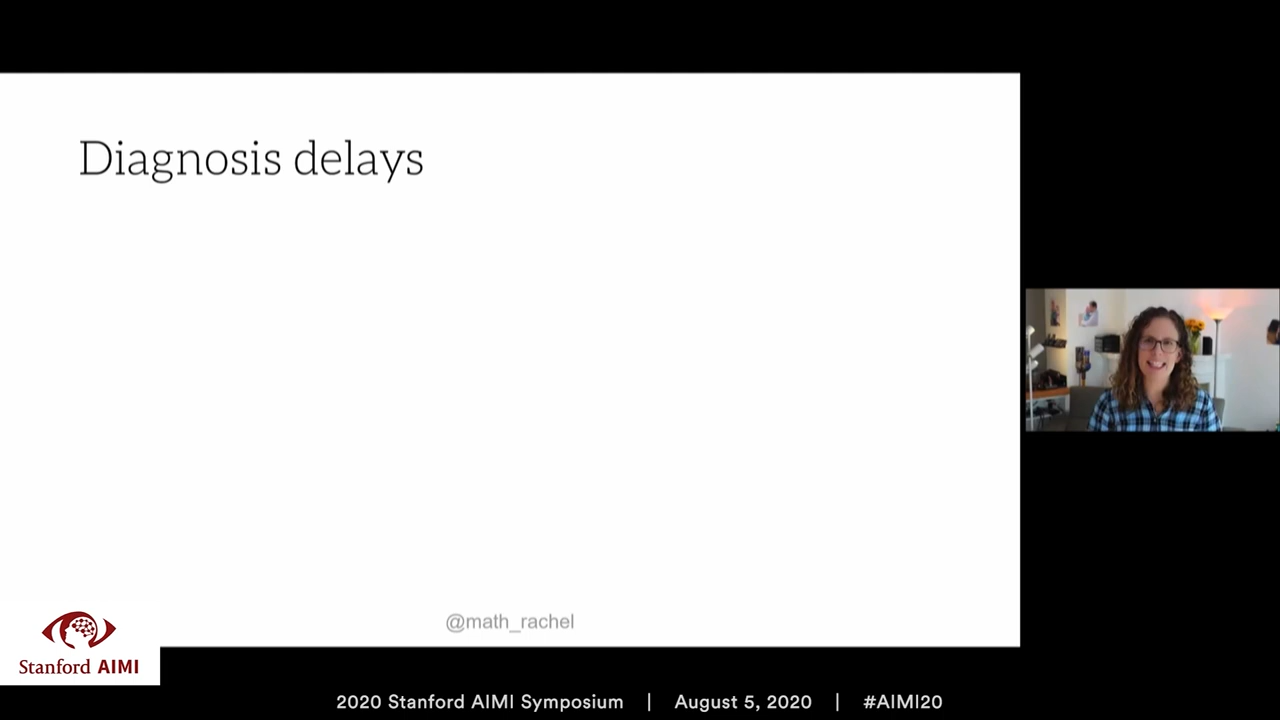 Diagnosis delays
@math_rachel
Stanford AIMI
2020 Stanford AIMI Symposium | August 5, 2020 | #AIMI20